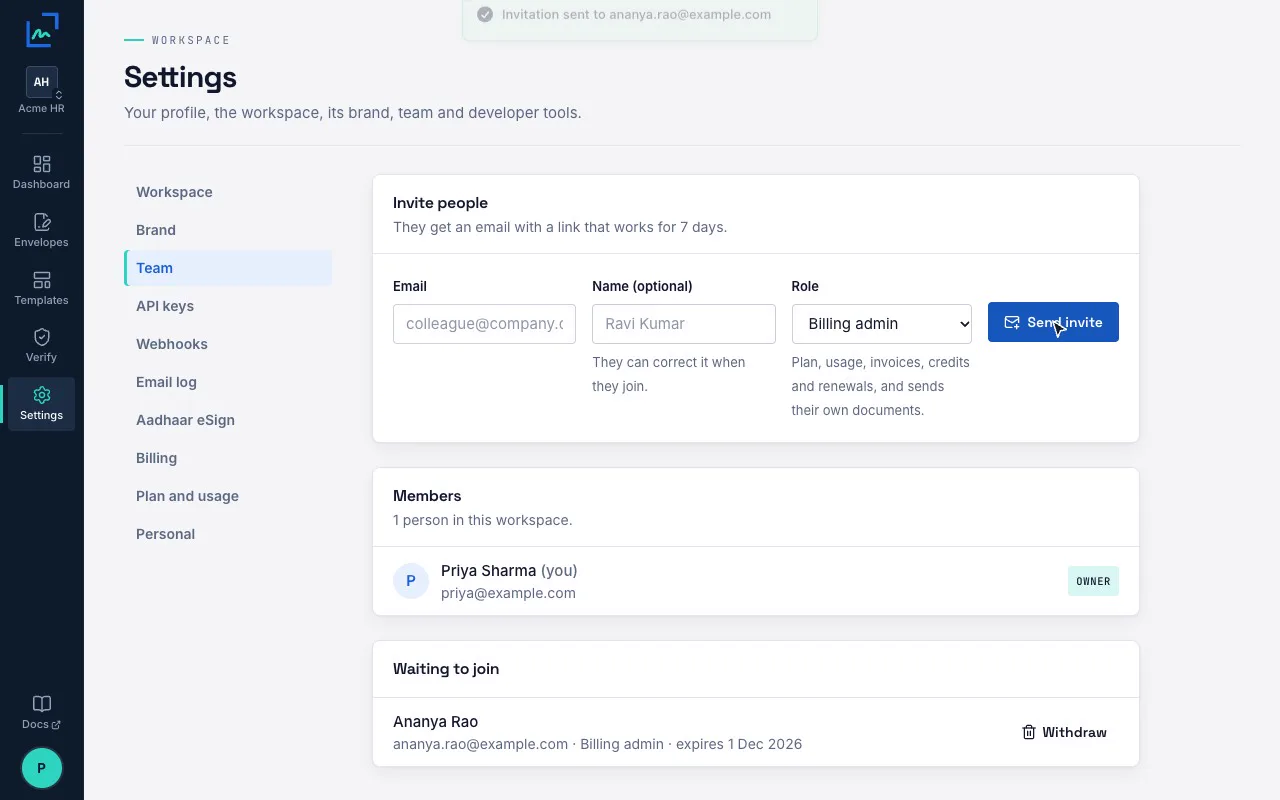 Invitation sent to ananya.rao@example.com
AH
Acme HR
Dashboard
Envelopes
Templates
Verify
Settings
Docs
P
WORKSPACE
Settings
Your profile, the workspace, its brand, team and developer tools.
Workspace
Brand
Team
API keys
Webhooks
Email log
Aadhaar eSign
Billing
Plan and usage
Personal
Invite people
They get an email with a link that works for 7 days.
Email
colleague@company.c
Name (optional)
Ravi Kumar
They can correct it when
they join.
Role
Billing admin
Plan, usage, invoices, credits
and renewals, and sends
their own documents.
Send invite
Members
1 person in this workspace.
P
Priya Sharma (you)
priya@example.com
OWNER
Waiting to join
Ananya Rao
ananya.rao@example.com · Billing admin · expires 1 Dec 2026
Withdraw